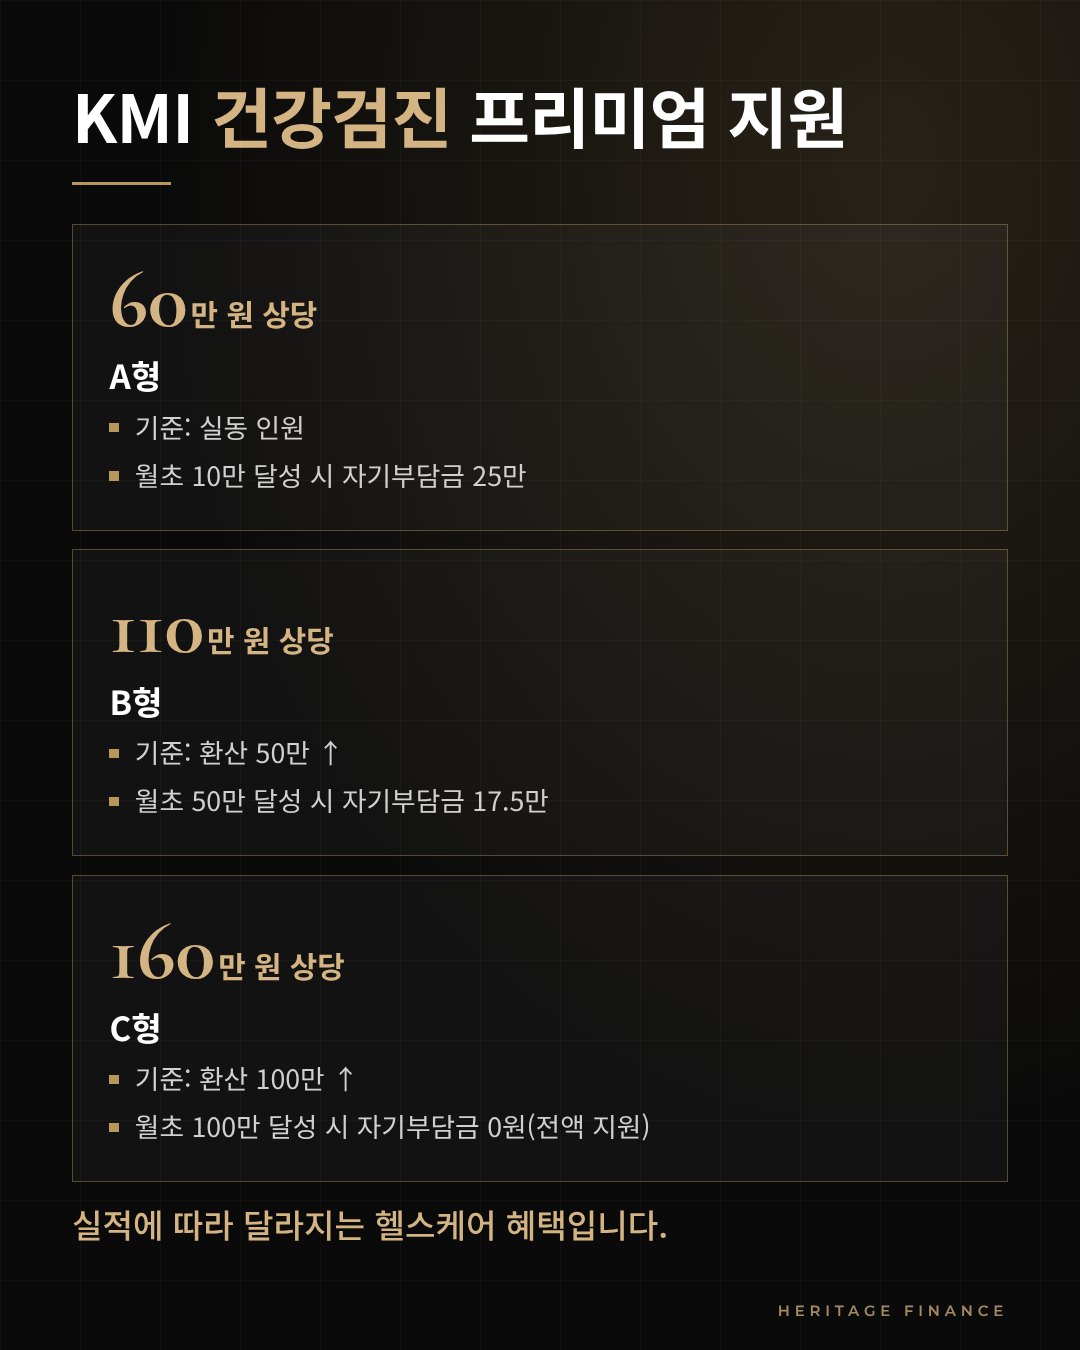 KMI 건강검진 프리미엄 지원
60만 원 상당
A형
기준: 실동 인원
월초 10만 달성 시 자기부담금 25만
110만 원 상당
B형
기준: 환산 50만 ↑
월초 50만 달성 시 자기부담금 17.5만
160만 원 상당
C형
기준: 환산 100만 ↑
월초 100만 달성 시 자기부담금 0원(전액 지원)
실적에 따라 달라지는 헬스케어 혜택입니다.
HERITAGE FINANCE